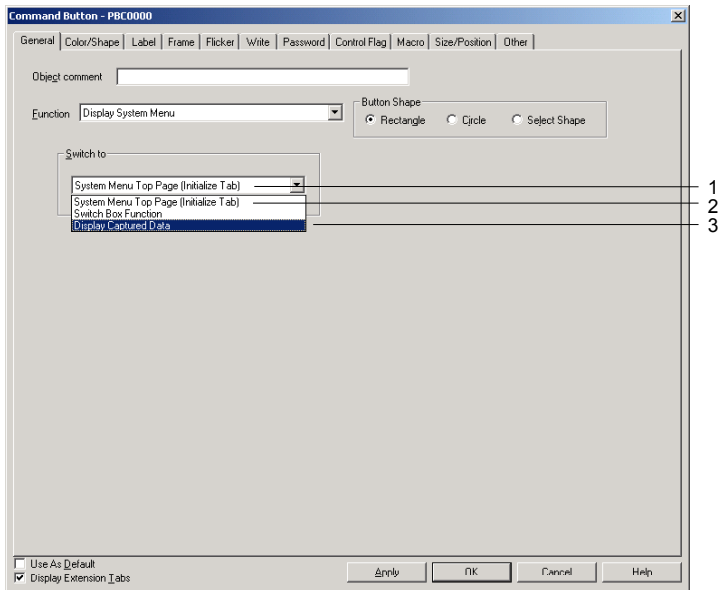 Command Button - PBC0000
General Color/Shape Label Frame Flicker Write Password Control Flag Macro Size/Position Other
Object comment
Function Display System Menu
Button Shape
Rectangle Circle Select Shape
Switch to
System Menu Top Page (Initialize Tab) 1
System Menu Top Page (Initialize Tab) 2
Switch Box Function
Display Captured Data 3
Use As Default
Display Extension Tabs
Apply OK Cancel Help